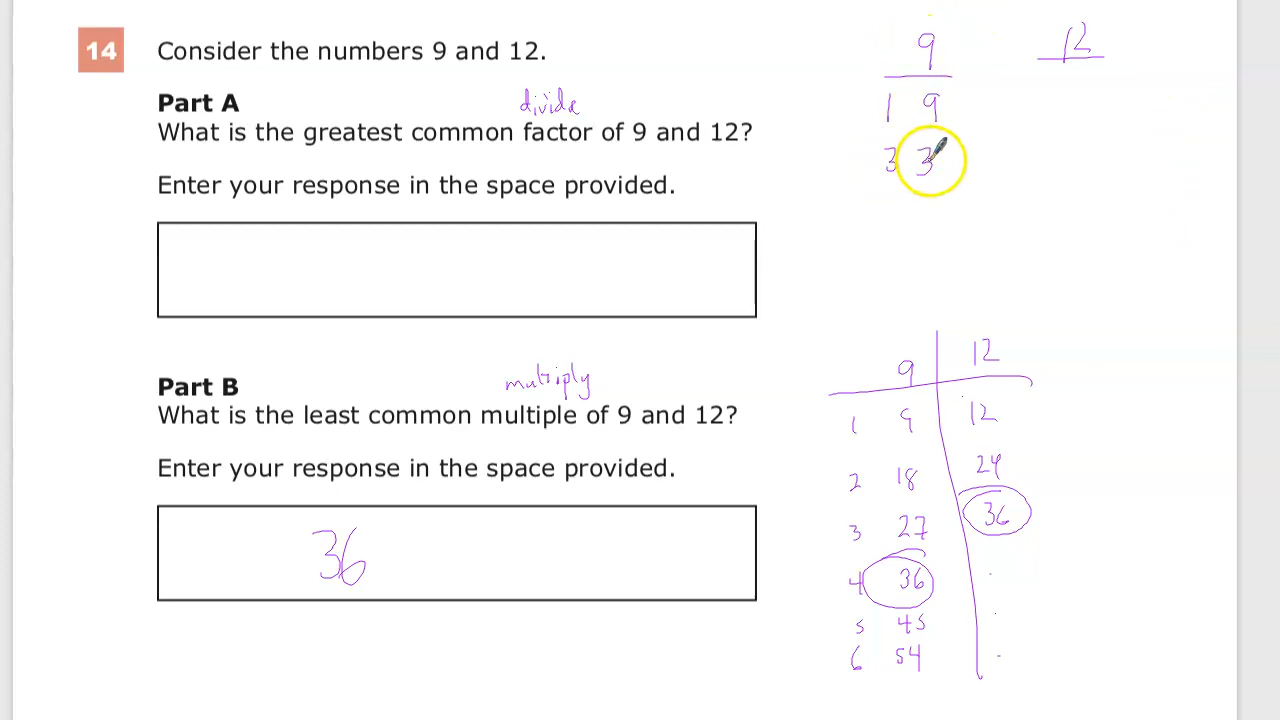 14 Consider the numbers 9 and 12.
Part A
divide
What is the greatest common factor of 9 and 12?
Enter your response in the space provided.
9 12
1 9
3 3
Part B
multiply
What is the least common multiple of 9 and 12?
Enter your response in the space provided.
36
9 12
1 9 12
2 18 24
3 27 36
4 36
5 45
6 54